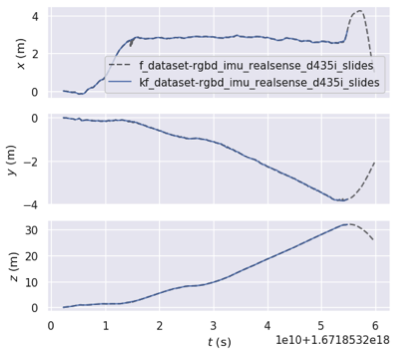 4
2
0
x (m)
f_dataset-rgbd_imu_realsense_d435i_slides
kf_dataset-rgbd_imu_realsense_d435i_slides
0
−2
−4
y (m)
30
20
10
0
z (m)
0 1 2 3 4 5 6
t (s)
1e10+1.6718532e18